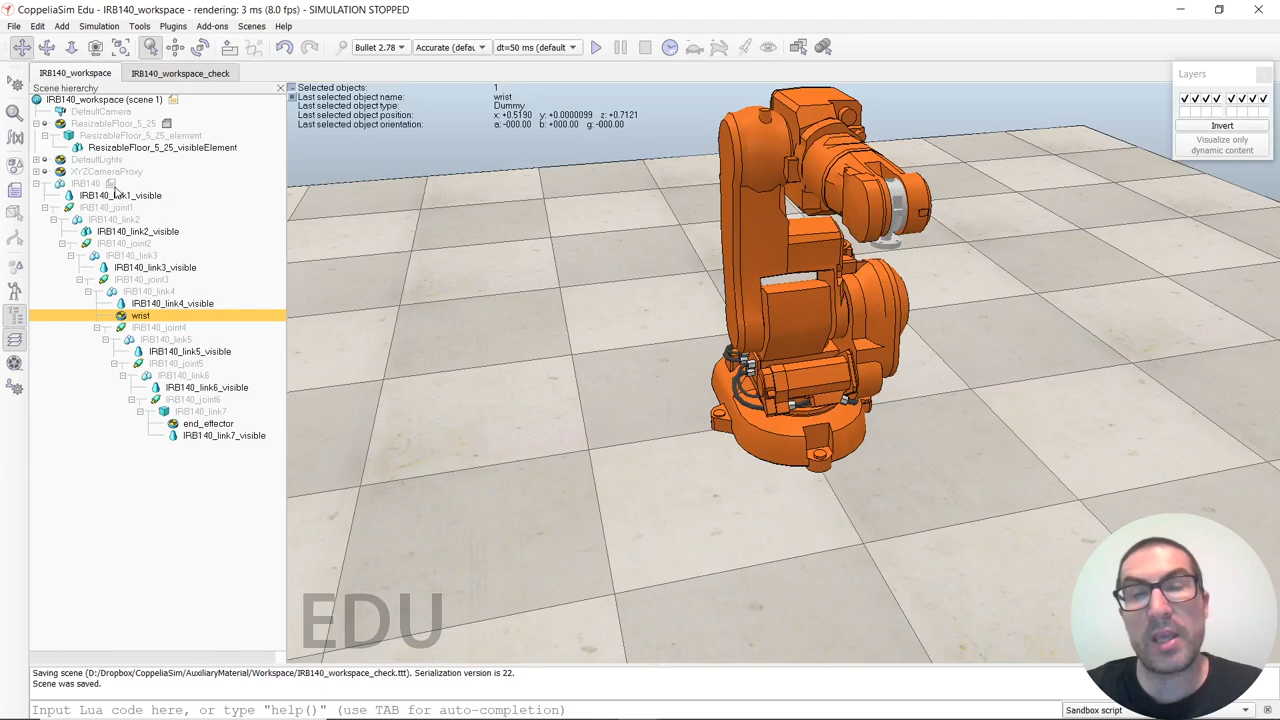 CoppeliaSim Edu - IRB140_workspace - rendering: 3 ms (8.0 fps) - SIMULATION STOPPED
File Edit Add Simulation Tools Plugins Add-ons Scenes Help
Bullet 2.78 Accurate (defau dt=50 ms (default
IRB140_workspace IRB140_workspace_check
Scene hierarchy
IRB140_workspace (scene 1)
DefaultCamera
ResizableFloor_5_25
ResizableFloor_5_25_element
ResizableFloor_5_25_visibleElement
DefaultLights
XYZCameraProxy
IRB140
IRB140_link1_visible
IRB140_joint1
IRB140_link2
IRB140_link2_visible
IRB140_joint2
IRB140_link3
IRB140_link3_visible
IRB140_joint3
IRB140_link4
IRB140_link4_visible
wrist
IRB140_joint4
IRB140_link5
IRB140_link5_visible
IRB140_joint5
IRB140_link6
IRB140_link6_visible
IRB140_joint6
IRB140_link7
end_effector
IRB140_link7_visible
Selected objects: 1
Last selected object name: wrist
Last selected object type: Dummy
Last selected object position: x: +0.5190 y: +0.0000099 z: +0.7121
Last selected object orientation: a: -000.00 b: +000.00 g: -000.00
Layers
Invert
Visualize only
dynamic content
EDU
Saving scene (D:/Dropbox/CoppeliaSim/AuxiliaryMaterial/Workspace/IRB140_workspace_check.ttt). Serialization version is 22.
Scene was saved.
Input Lua code here, or type "help()" (use TAB for auto-completion)
Sandbox script